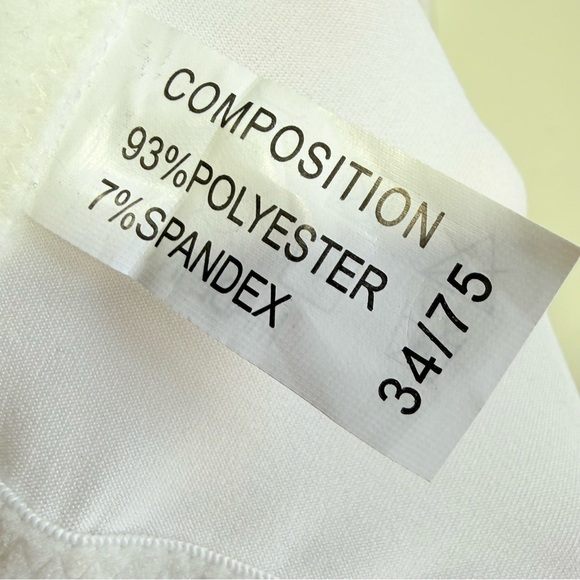 COMPOSITION
93%POLYESTER
7%SPANDEX
34/75